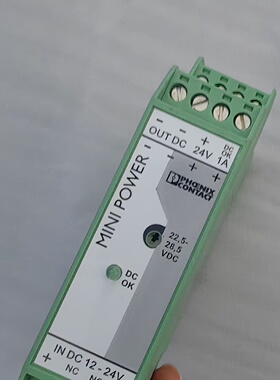 − − + DC OK
OUT DC 24V 1A
MINI POWER
PHOENIX
CONTACT
22.5-
28.5
VDC
DC
OK
IN DC 12 - 24V
+ NC